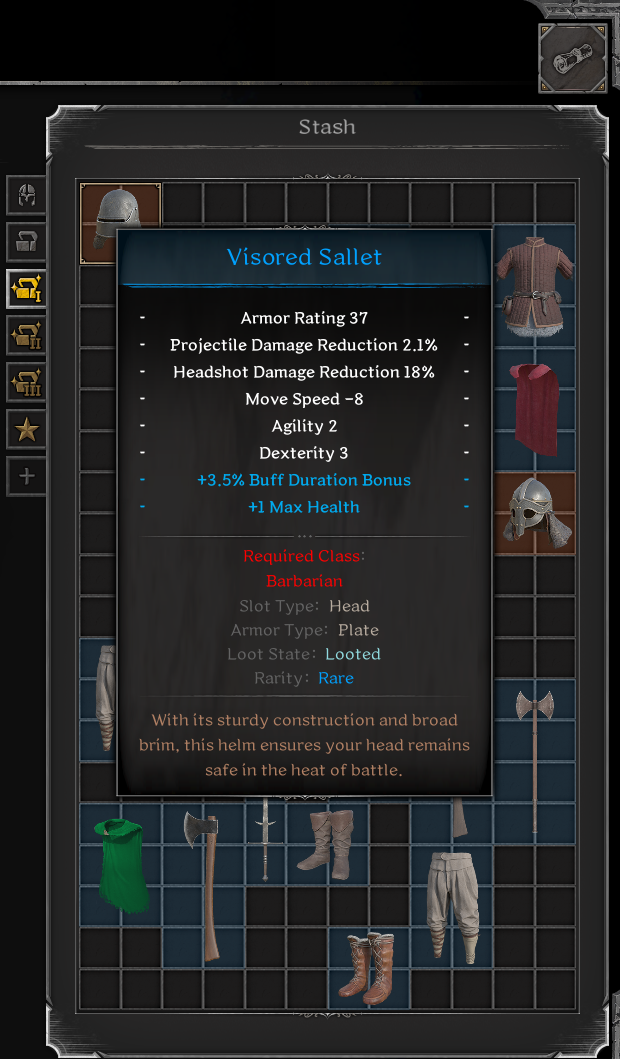 Stash
Visored Sallet
- Armor Rating 37 -
- Projectile Damage Reduction 2.1% -
- Headshot Damage Reduction 18% -
- Move Speed -8 -
- Agility 2 -
- Dexterity 3 -
- +3.5% Buff Duration Bonus -
- +1 Max Health -
Required Class:
Barbarian
Slot Type: Head
Armor Type: Plate
Loot State: Looted
Rarity: Rare
With its sturdy construction and broad
brim, this helm ensures your head remains
safe in the heat of battle.
I
II
III